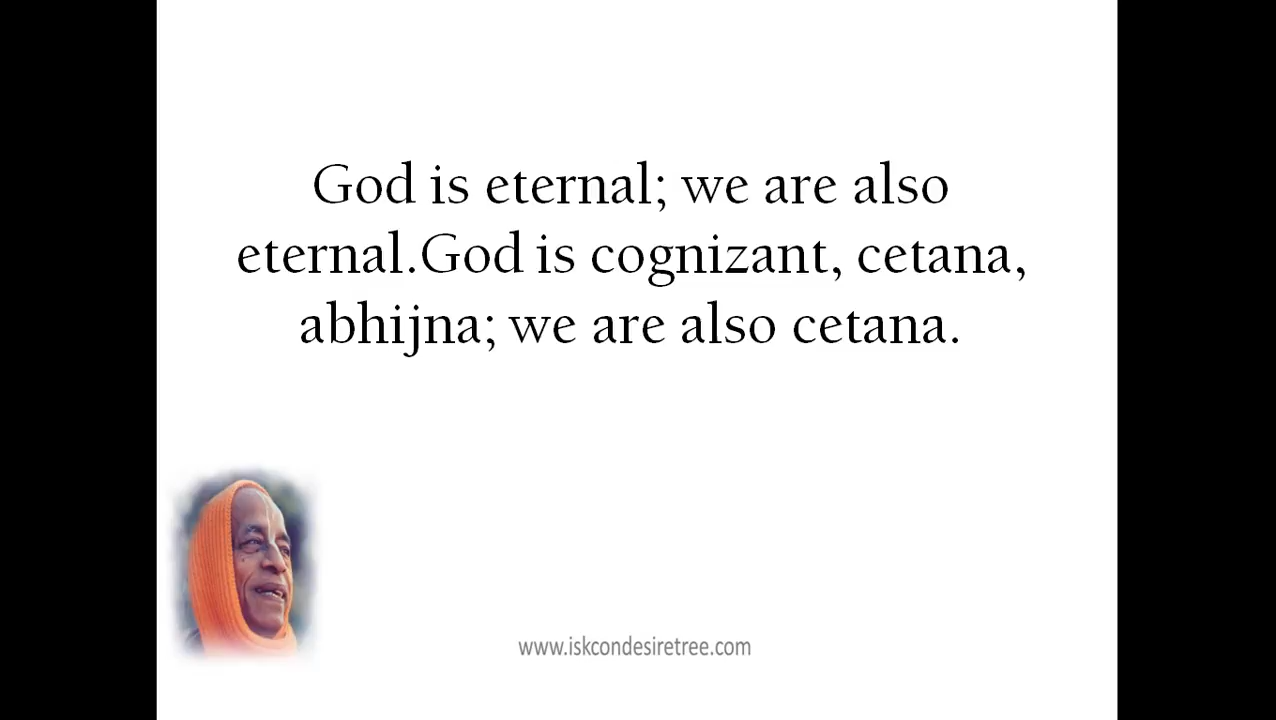 God is eternal; we are also
eternal.God is cognizant, cetana,
abhijna; we are also cetana.
www.iskcondesiretree.com